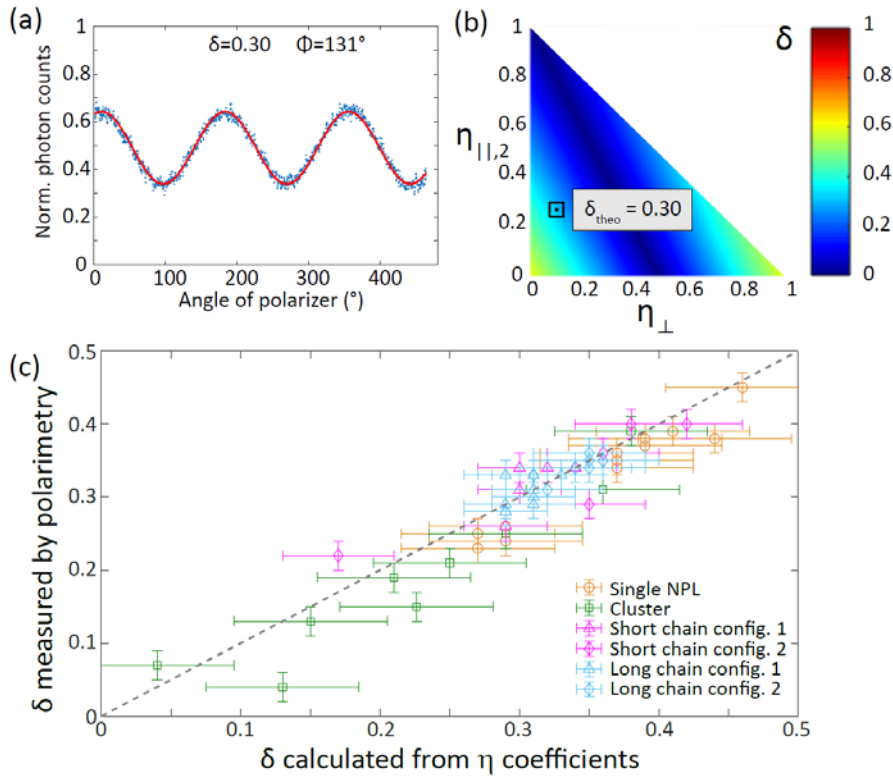 (a)
δ=0.30 Φ=131°
1
0.8
0.6
0.4
0.2
0
Norm. photon counts
0 100 200 300 400
Angle of polarizer (°)
(b)
δ
1
0.8
0.6
0.4
0.2
0
η||,2
δtheo = 0.30
0 0.2 0.4 0.6 0.8 1
η⊥
1
0.8
0.6
0.4
0.2
0
(c)
0.5
0.4
0.3
0.2
0.1
0
δ measured by polarimetry
Single NPL
Cluster
Short chain config. 1
Short chain config. 2
Long chain config. 1
Long chain config. 2
0.1 0.2 0.3 0.4 0.5
δ calculated from η coefficients